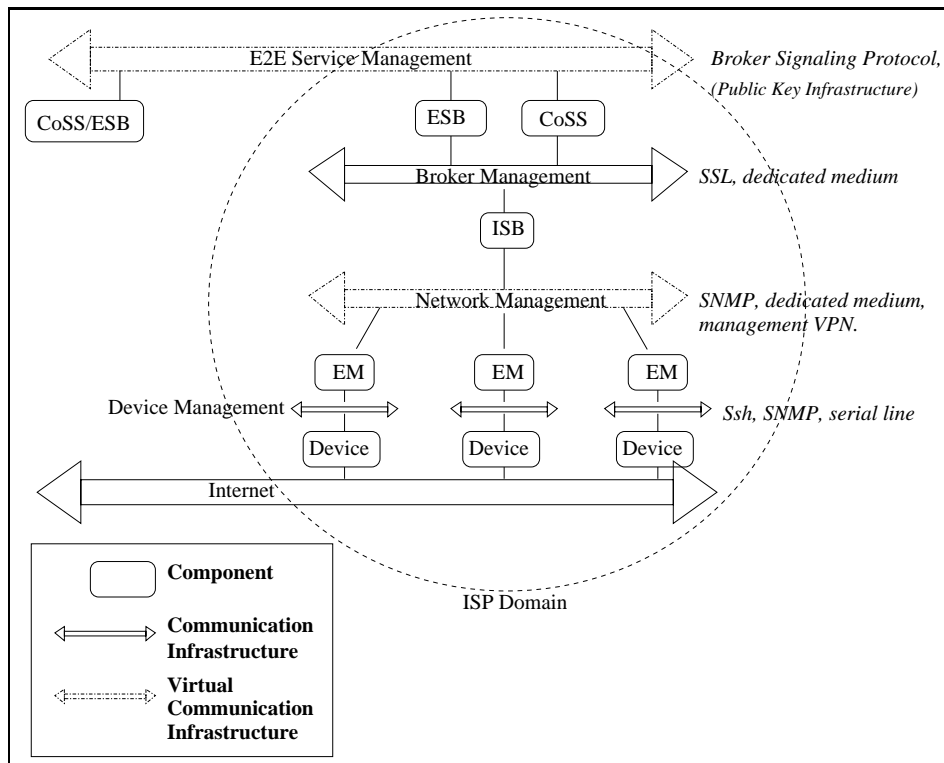 E2E Service Management
Broker Signaling Protocol,
(Public Key Infrastructure)
CoSS/ESB
ESB
CoSS
Broker Management
SSL, dedicated medium
ISB
Network Management
SNMP, dedicated medium,
management VPN.
EM
EM
EM
Device Management
Ssh, SNMP, serial line
Device
Device
Device
Internet
Component
ISP Domain
Communication
Infrastructure
Virtual
Communication
Infrastructure